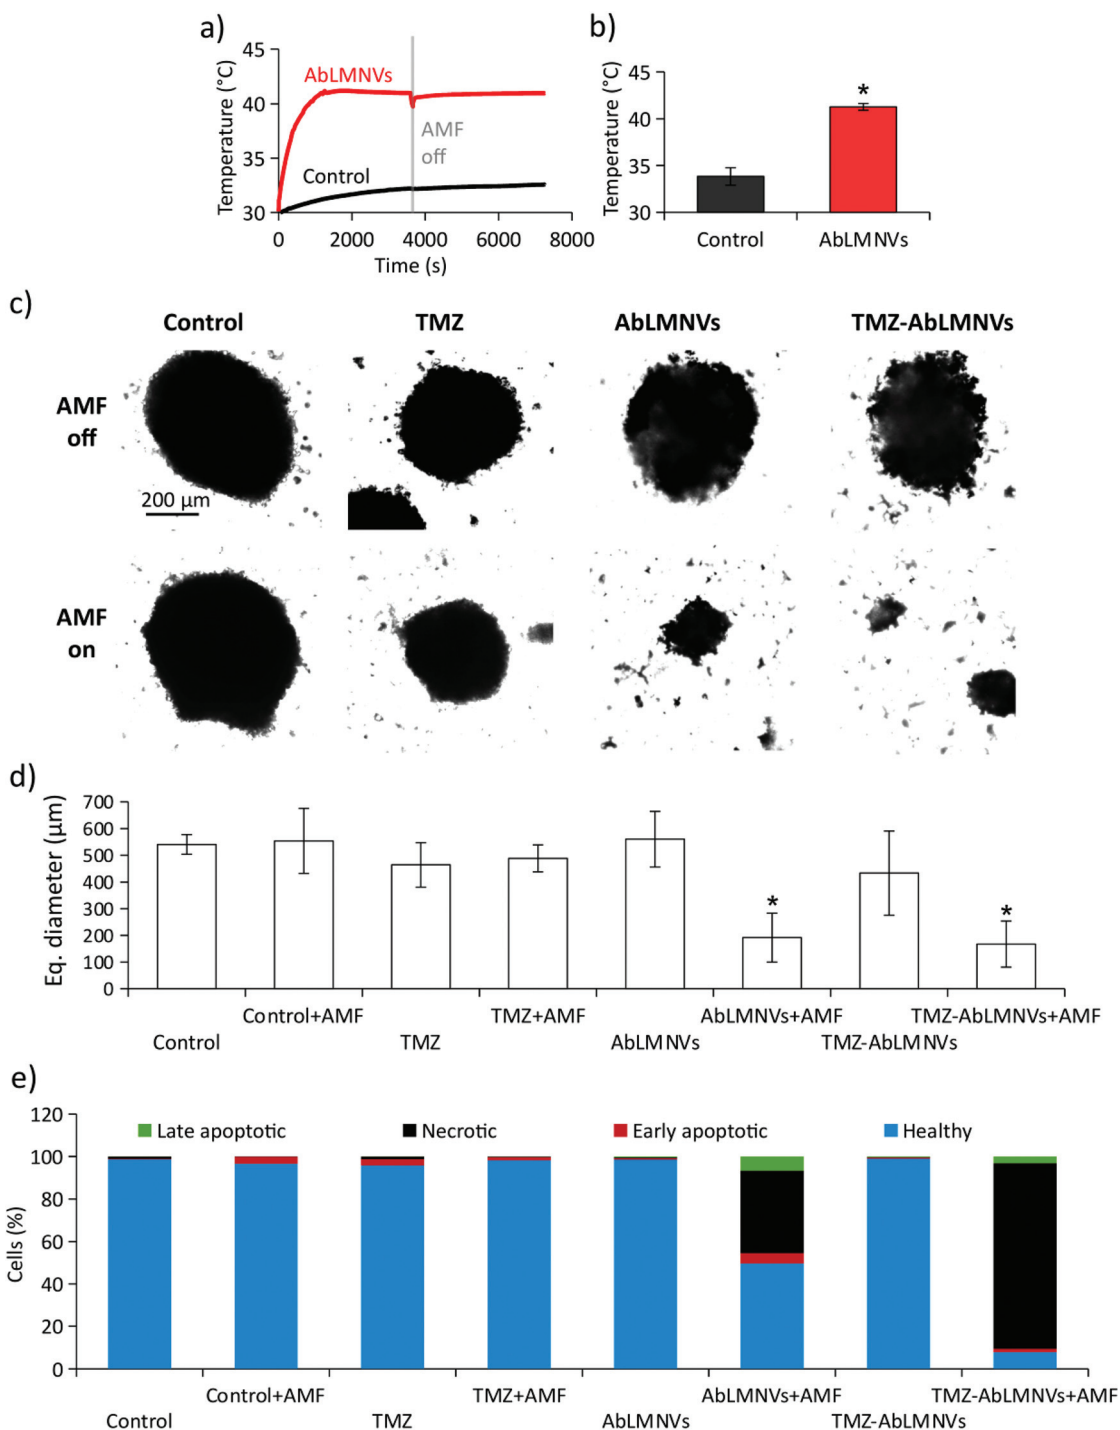 a)
Temperature (°C)
45
40
35
30
AbLMNVs
Control
AMF
off
0 2000 4000 6000 8000
Time (s)
b)
Temperature (°C)
45
40
35
30
*
Control AbLMNVs
c)
Control TMZ AbLMNVs TMZ-AbLMNVs
AMF
off
200 µm
AMF
on
d)
Eq. diameter (µm)
700
600
500
400
300
200
100
0
* *
Control+AMF TMZ+AMF AbLMNVs+AMF TMZ-AbLMNVs+AMF
Control TMZ AbLMNVs TMZ-AbLMNVs
e)
Cells (%)
120
100
80
60
40
20
0
Late apoptotic Necrotic Early apoptotic Healthy
Control+AMF TMZ+AMF AbLMNVs+AMF TMZ-AbLMNVs+AMF
Control TMZ AbLMNVs TMZ-AbLMNVs